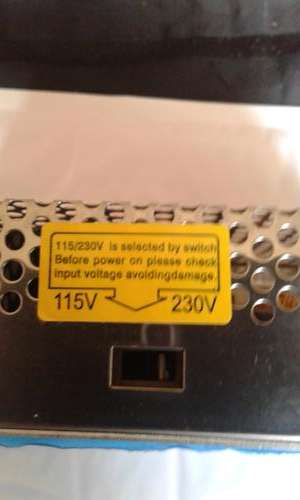 115/230V is selected by switch
Before power on please check
input voltage avoidingdamage.
115V 230V